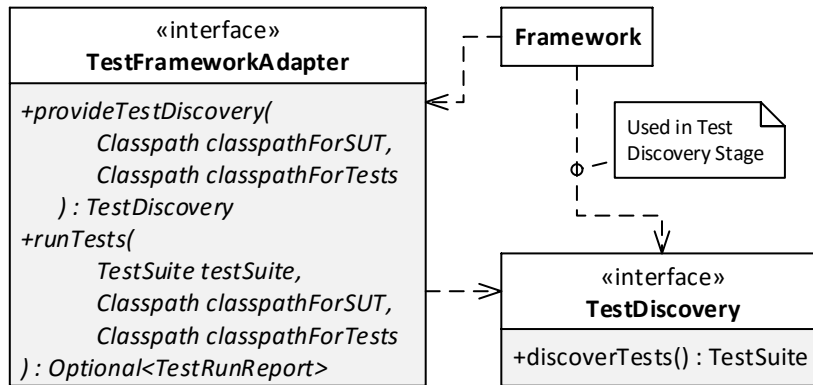 «interface»
TestFrameworkAdapter
+provideTestDiscovery(
Classpath classpathForSUT,
Classpath classpathForTests
) : TestDiscovery
+runTests(
TestSuite testSuite,
Classpath classpathForSUT,
Classpath classpathForTests
) : Optional<TestRunReport>
Framework
Used in Test
Discovery Stage
«interface»
TestDiscovery
+discoverTests() : TestSuite